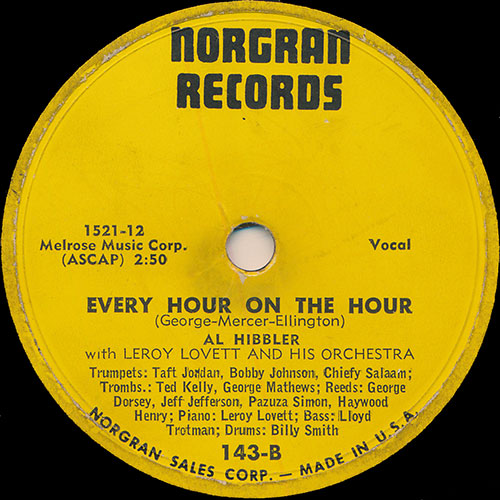 NORGRAN
RECORDS
1521-12
Melrose Music Corp.
(ASCAP) 2:50
Vocal
EVERY HOUR ON THE HOUR
(George-Mercer-Ellington)
AL HIBBLER
with LEROY LOVETT AND HIS ORCHESTRA
Trumpets: Taft Jordan, Bobby Johnson, Chiefy Salaam;
Trombs.: Ted Kelly, George Mathews; Reeds: George
Dorsey, Jeff Jefferson, Pazuza Simon, Haywood
Henry; Piano: Leroy Lovett; Bass: Lloyd
Trotman; Drums: Billy Smith
143-B
NORGRAN SALES CORP. — MADE IN U.S.A.